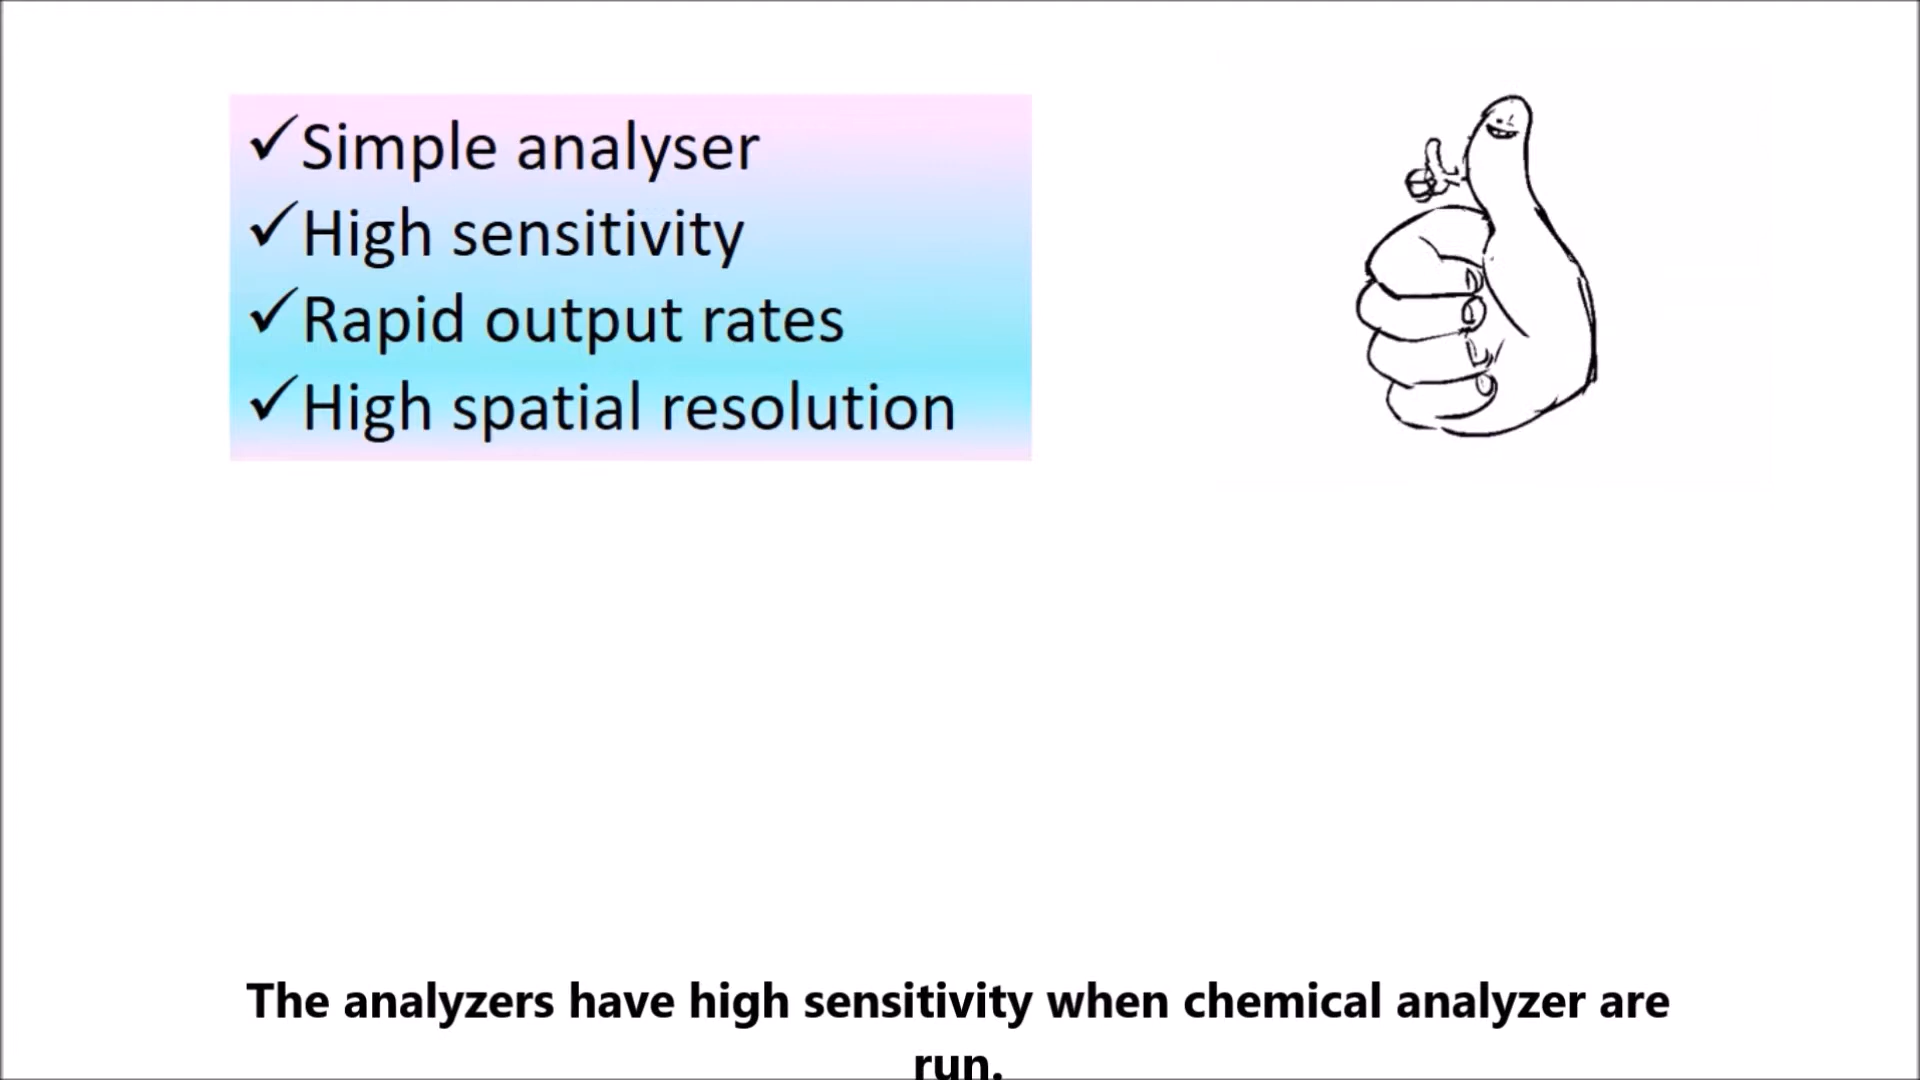 ✓Simple analyser
✓High sensitivity
✓Rapid output rates
✓High spatial resolution
The analyzers have high sensitivity when chemical analyzer are
run.